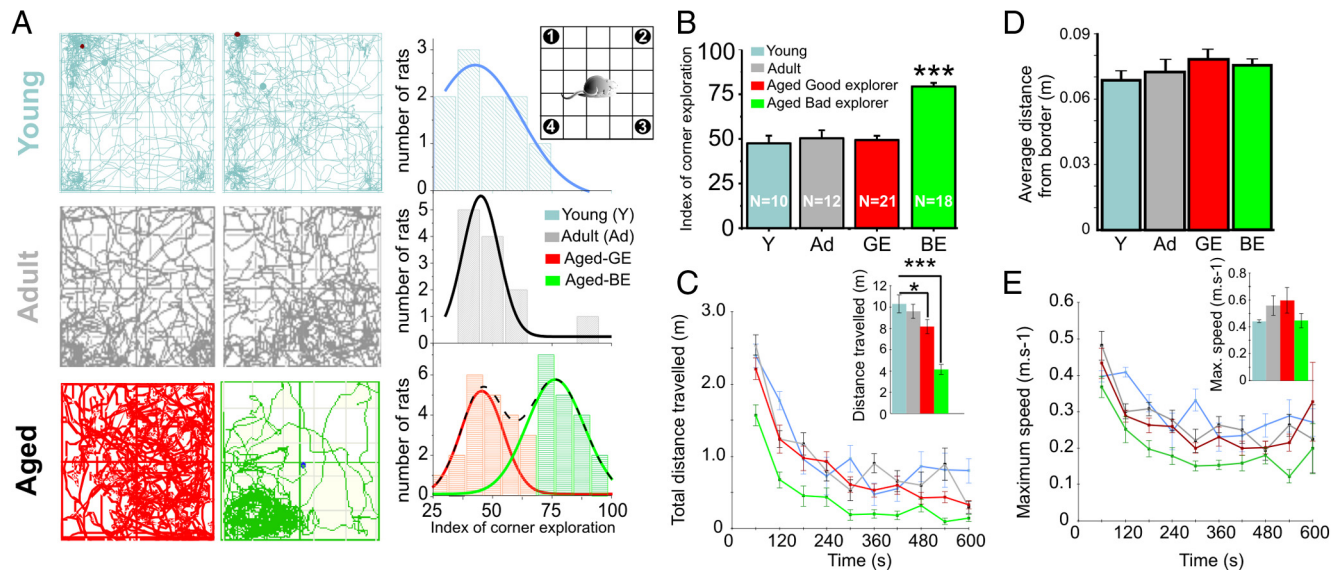 A
Young
Adult
Aged
number of rats
3
2
1
0
1
2
4
3
number of rats
5
3
1
0
Young (Y)
Adult (Ad)
Aged-GE
Aged-BE
number of rats
8
6
4
2
0
25
50
75
100
Index of corner exploration
B
Index of corner exploration
100
75
50
25
0
Young
Adult
Aged Good explorer
Aged Bad explorer
***
N=10
N=12
N=21
N=18
Y
Ad
GE
BE
C
Total distance travelled (m)
3.0
2.0
1.0
0
0
120
240
360
480
600
Time (s)
Distance travelled (m)
12
10
8
6
4
2
0
***
*
D
Average distance
from border (m)
0.09
0.06
0.03
0
Y
Ad
GE
BE
E
Maximum speed (m.s-1)
0.6
0.5
0.4
0.3
0.2
0.1
0
0
120
240
360
480
600
Time (s)
Max. speed (m.s-1)
0.8
0.6
0.4
0.2
0